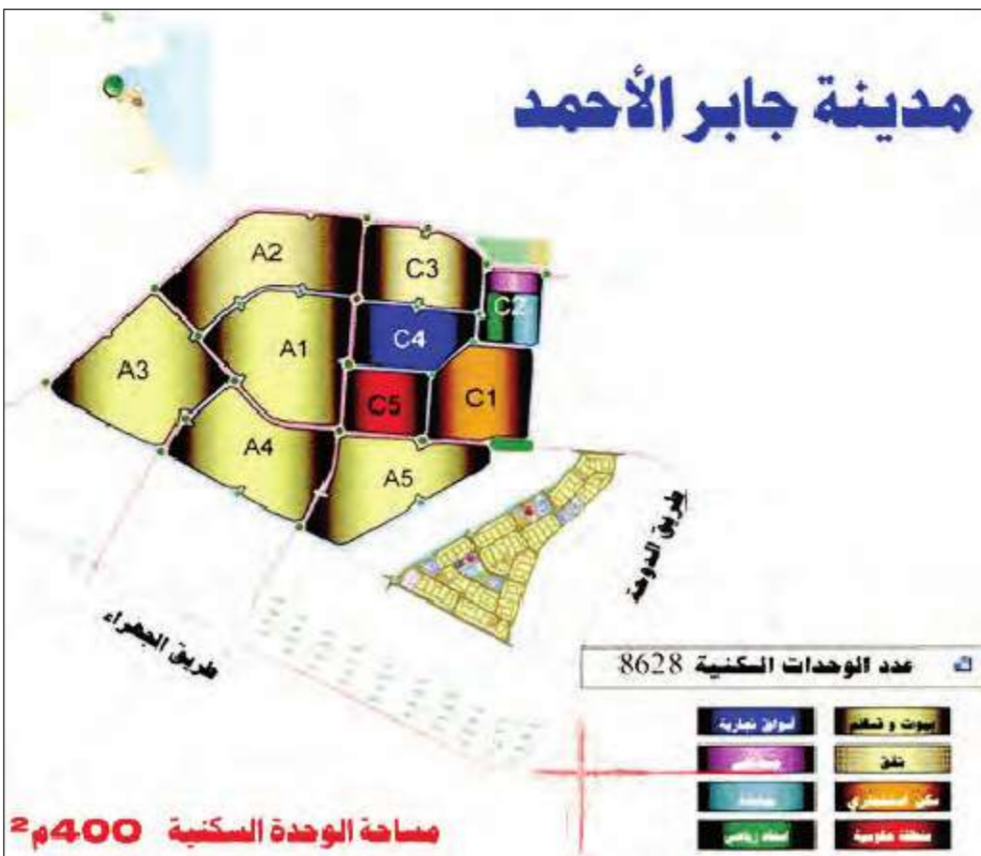 مدينة جابر الأحمد
A2
C3
C2
A1
C4
A3
C5
C1
A4
A5
طريق الدوحة
طريق الجهراء
عدد الوحدات السكنية 8628
أسواق تجارية
بيوت و قسائم
شقق
سكن استثماري
منطقة حكومية
مساحة الوحدة السكنية 400م²